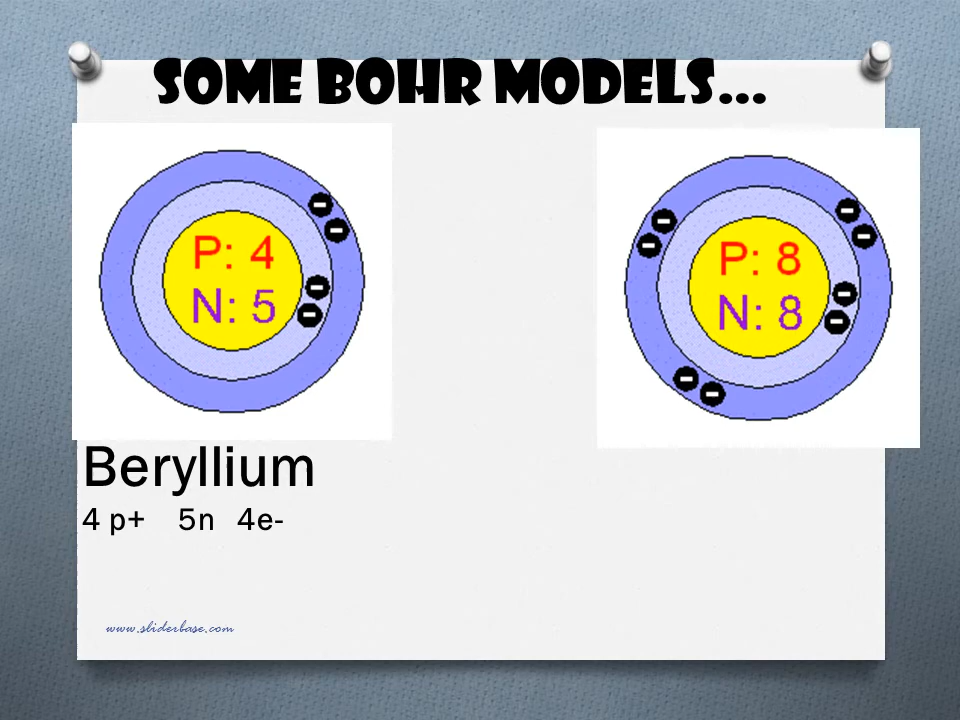 SOME BOHR MODELS...
P: 4
N: 5
P: 8
N: 8
Beryllium
4 p+ 5n 4e-
www.sliderbase.com